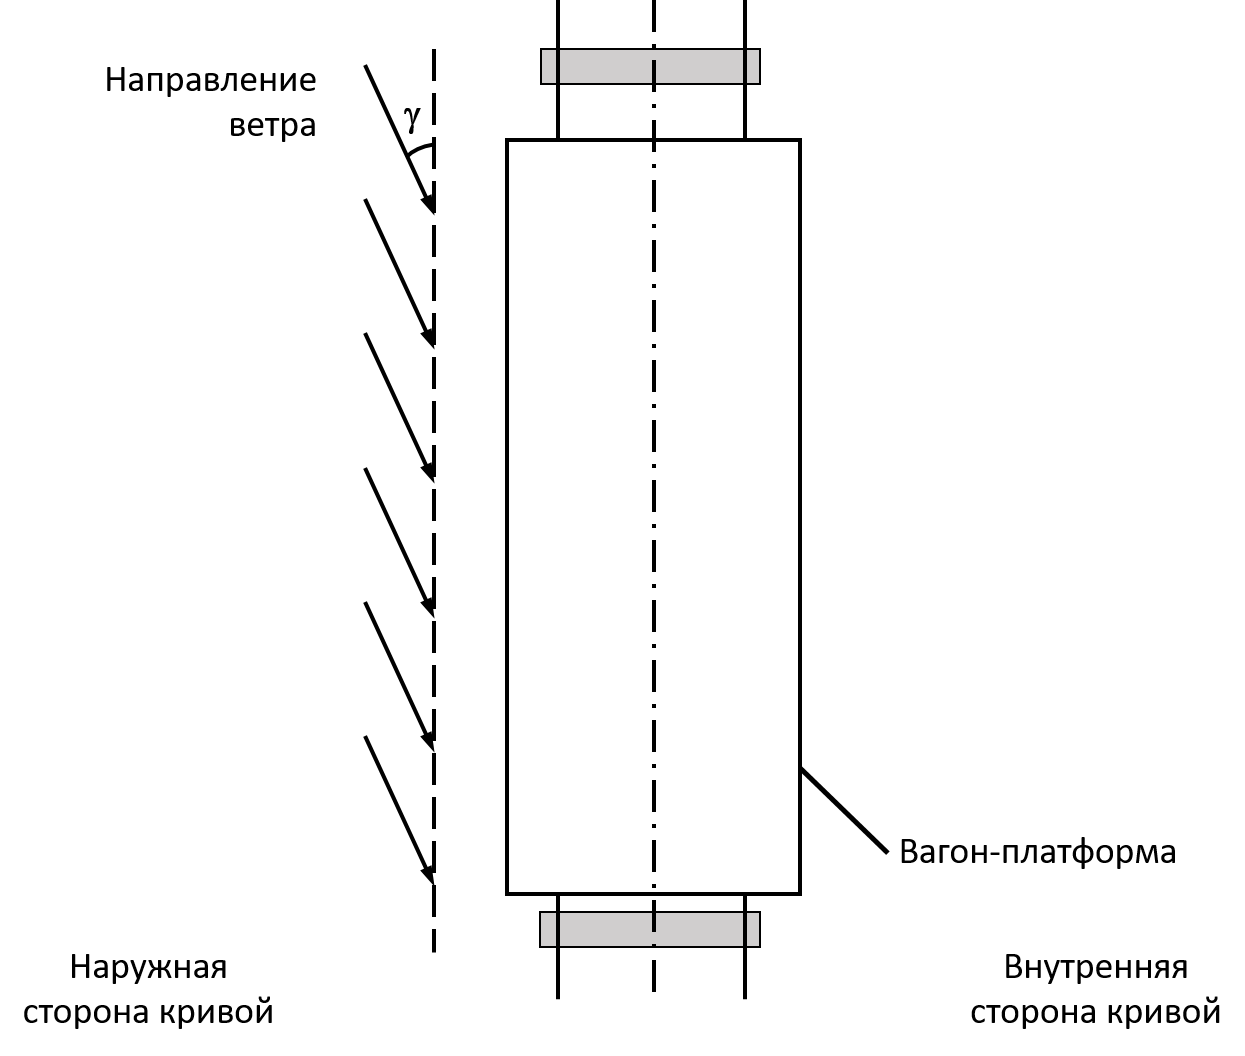 Направление
ветра
γ
Вагон-платформа
Наружная
сторона кривой
Внутренняя
сторона кривой